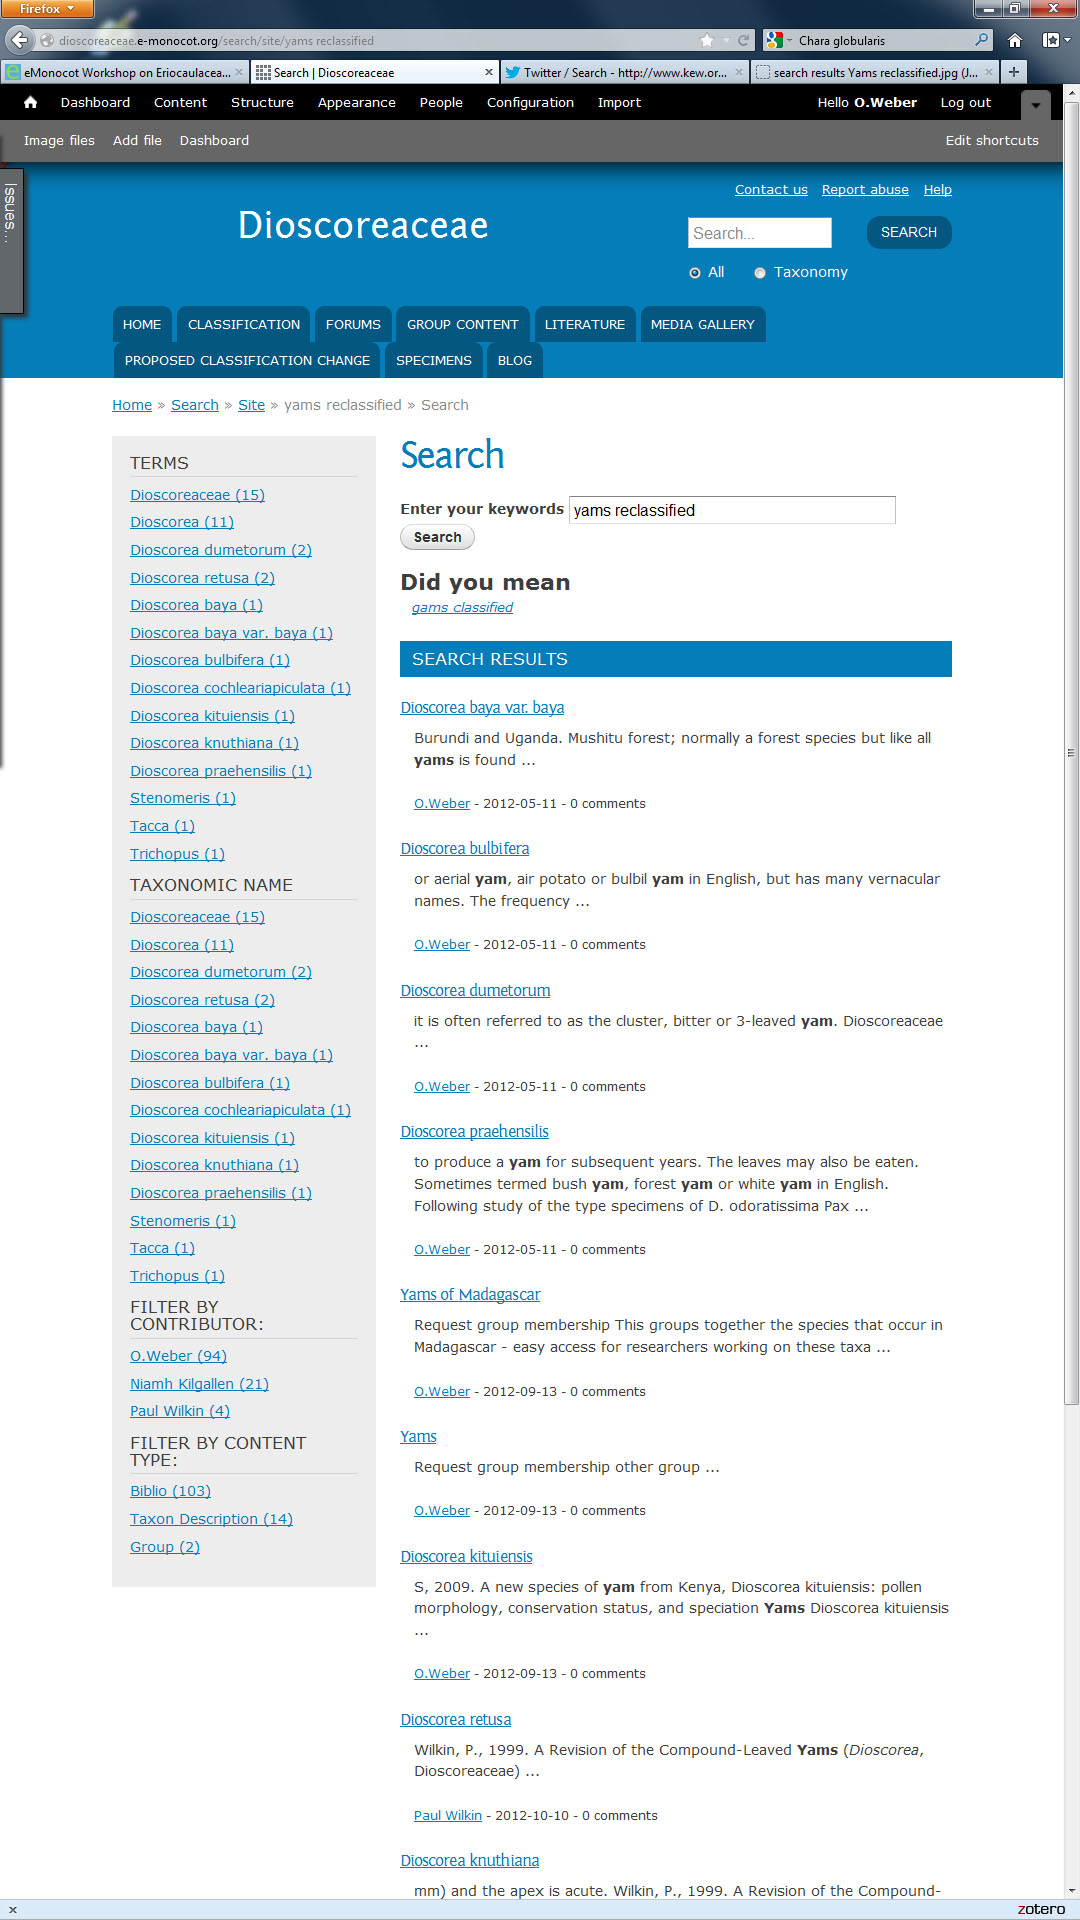 Firefox
dioscoreaceae.e-monocot.org/search/site/yams reclassified
Chara globularis
eMonocot Workshop on Eriocaulacea...
Search | Dioscoreaceae
Twitter / Search - http://www.kew.or...
search results Yams reclassified.jpg (J...
Dashboard Content Structure Appearance People Configuration Import
Hello O.Weber Log out
Image files Add file Dashboard
Edit shortcuts
Issues...
Contact us Report abuse Help
Dioscoreaceae
Search...
SEARCH
All Taxonomy
HOME CLASSIFICATION FORUMS GROUP CONTENT LITERATURE MEDIA GALLERY
PROPOSED CLASSIFICATION CHANGE SPECIMENS BLOG
Home » Search » Site » yams reclassified » Search
TERMS
Dioscoreaceae (15)
Dioscorea (11)
Dioscorea dumetorum (2)
Dioscorea retusa (2)
Dioscorea baya (1)
Dioscorea baya var. baya (1)
Dioscorea bulbifera (1)
Dioscorea cochleariapiculata (1)
Dioscorea kituiensis (1)
Dioscorea knuthiana (1)
Dioscorea praehensilis (1)
Stenomeris (1)
Tacca (1)
Trichopus (1)
TAXONOMIC NAME
Dioscoreaceae (15)
Dioscorea (11)
Dioscorea dumetorum (2)
Dioscorea retusa (2)
Dioscorea baya (1)
Dioscorea baya var. baya (1)
Dioscorea bulbifera (1)
Dioscorea cochleariapiculata (1)
Dioscorea kituiensis (1)
Dioscorea knuthiana (1)
Dioscorea praehensilis (1)
Stenomeris (1)
Tacca (1)
Trichopus (1)
FILTER BY
CONTRIBUTOR:
O.Weber (94)
Niamh Kilgallen (21)
Paul Wilkin (4)
FILTER BY CONTENT
TYPE:
Biblio (103)
Taxon Description (14)
Group (2)
Search
Enter your keywords yams reclassified
Search
Did you mean
gams classified
SEARCH RESULTS
Dioscorea baya var. baya
Burundi and Uganda. Mushitu forest; normally a forest species but like all
yams is found ...
O.Weber - 2012-05-11 - 0 comments
Dioscorea bulbifera
or aerial yam, air potato or bulbil yam in English, but has many vernacular
names. The frequency ...
O.Weber - 2012-05-11 - 0 comments
Dioscorea dumetorum
it is often referred to as the cluster, bitter or 3-leaved yam. Dioscoreaceae
...
O.Weber - 2012-05-11 - 0 comments
Dioscorea praehensilis
to produce a yam for subsequent years. The leaves may also be eaten.
Sometimes termed bush yam, forest yam or white yam in English.
Following study of the type specimens of D. odoratissima Pax ...
O.Weber - 2012-05-11 - 0 comments
Yams of Madagascar
Request group membership This groups together the species that occur in
Madagascar - easy access for researchers working on these taxa ...
O.Weber - 2012-09-13 - 0 comments
Yams
Request group membership other group ...
O.Weber - 2012-09-13 - 0 comments
Dioscorea kituiensis
S, 2009. A new species of yam from Kenya, Dioscorea kituiensis: pollen
morphology, conservation status, and speciation Yams Dioscorea kituiensis
...
O.Weber - 2012-09-13 - 0 comments
Dioscorea retusa
Wilkin, P., 1999. A Revision of the Compound-Leaved Yams (Dioscorea,
Dioscoreaceae) ...
Paul Wilkin - 2012-10-10 - 0 comments
Dioscorea knuthiana
mm) and the apex is acute. Wilkin, P., 1999. A Revision of the Compound-
zotero